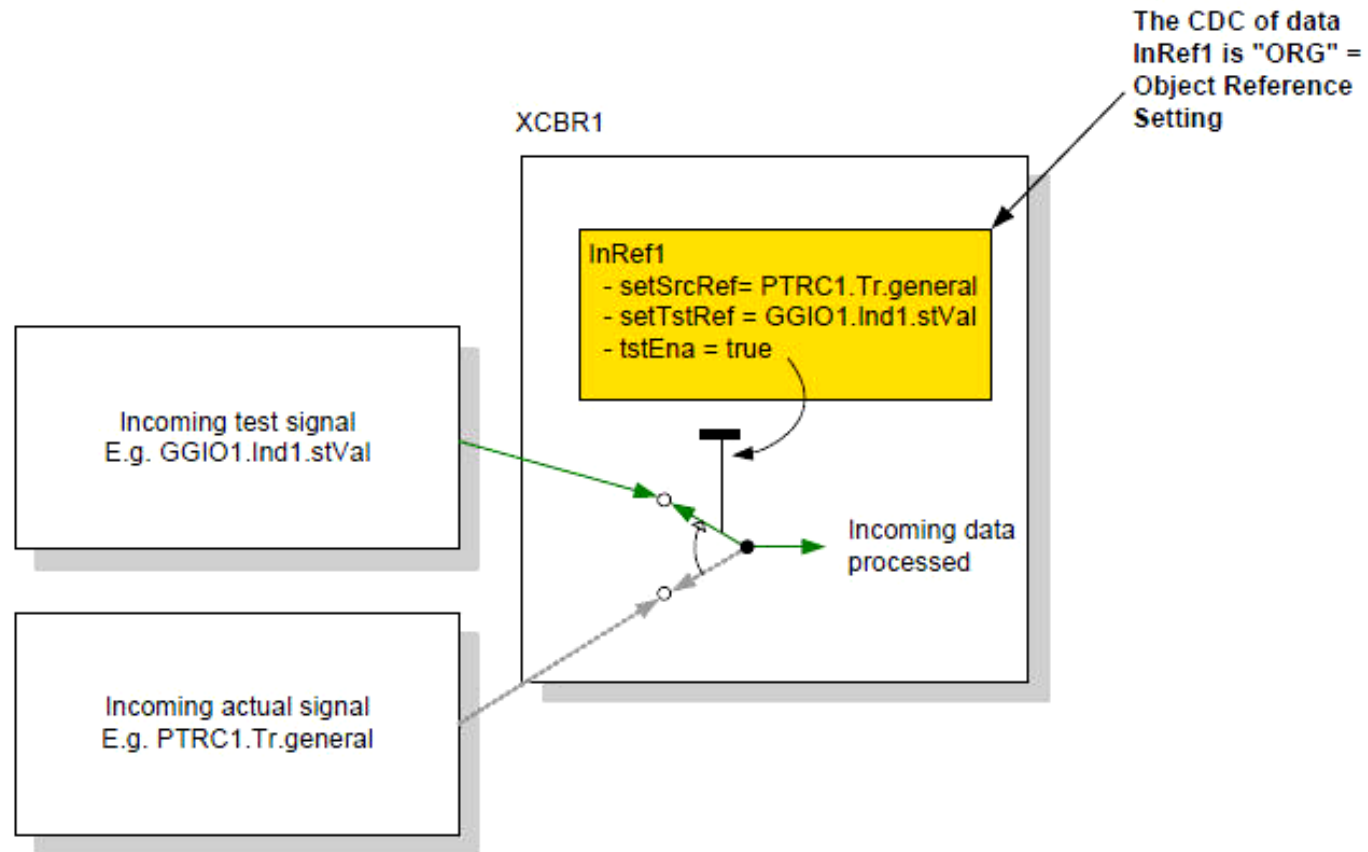 The CDC of data
InRef1 is "ORG" =
Object Reference
Setting
XCBR1
InRef1
- setSrcRef= PTRC1.Tr.general
- setTstRef = GGIO1.Ind1.stVal
- tstEna = true
Incoming test signal
E.g. GGIO1.Ind1.stVal
Incoming data
processed
Incoming actual signal
E.g. PTRC1.Tr.general